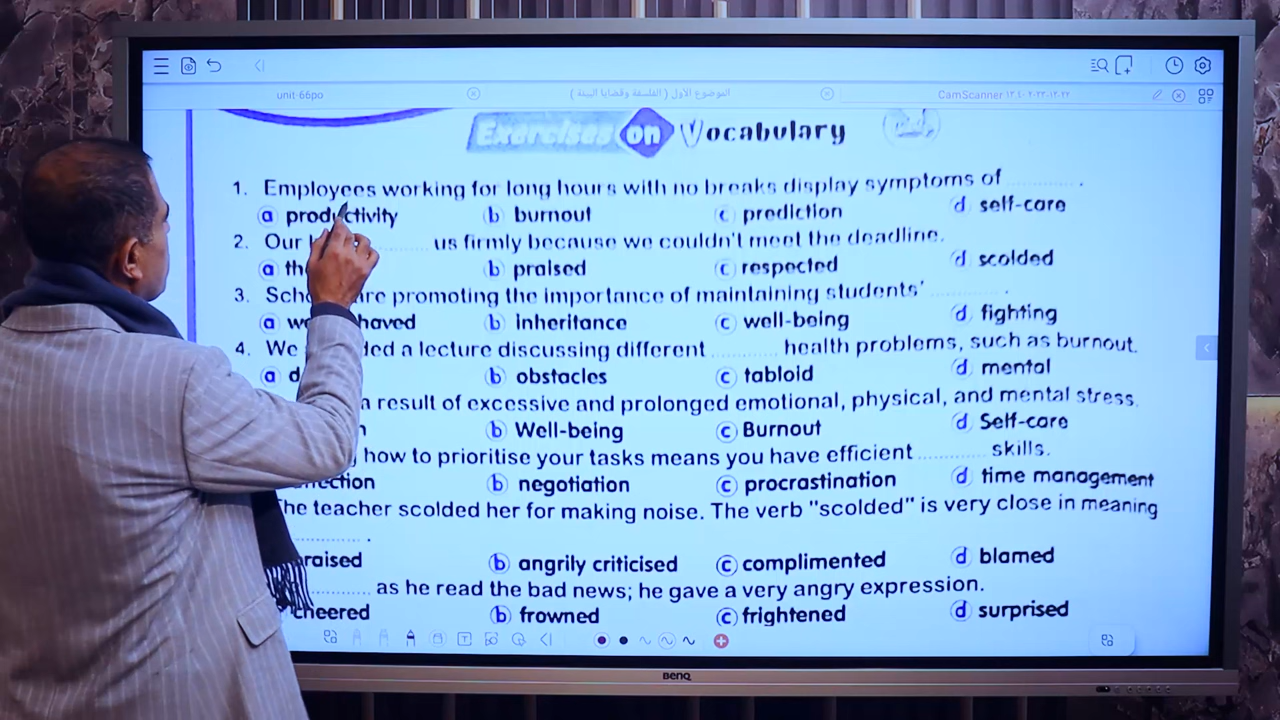 unit-66po
الموضوع الاول ( الفلسفة وقضايا البيئة )
CamScanner
Exercises on Vocabulary
1. Employees working for long hours with no breaks display symptoms of ............ .
a productivity b burnout c prediction d self-care
2. Our ............ us firmly because we couldn't meet the deadline.
a b praised c respected d scolded
3. are promoting the importance of maintaining students' ............ .
a b inheritance c well-being d fighting
4. We a lecture discussing different ............ health problems, such as burnout.
a b obstacles c tabloid d mental
a result of excessive and prolonged emotional, physical, and mental stress.
b Well-being c Burnout d Self-care
how to prioritise your tasks means you have efficient ............ skills.
b negotiation c procrastination d time management
The teacher scolded her for making noise. The verb "scolded" is very close in meaning
............ .
b angrily criticised c complimented d blamed
............ as he read the bad news; he gave a very angry expression.
cheered b frowned c frightened d surprised
BenQ